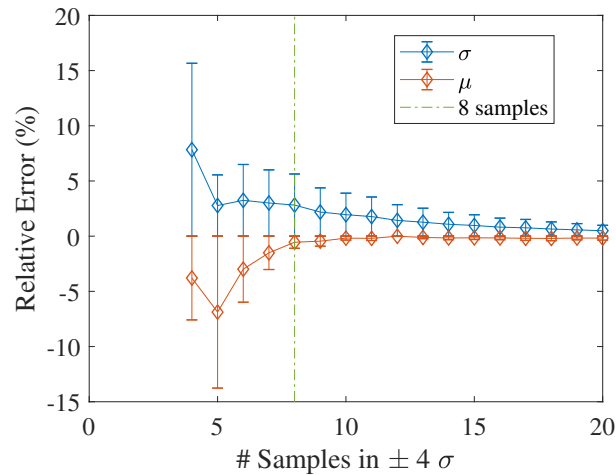 20
15
10
5
0
-5
-10
-15
Relative Error (%)
σ
μ
8 samples
0 5 10 15 20
# Samples in ± 4 σ